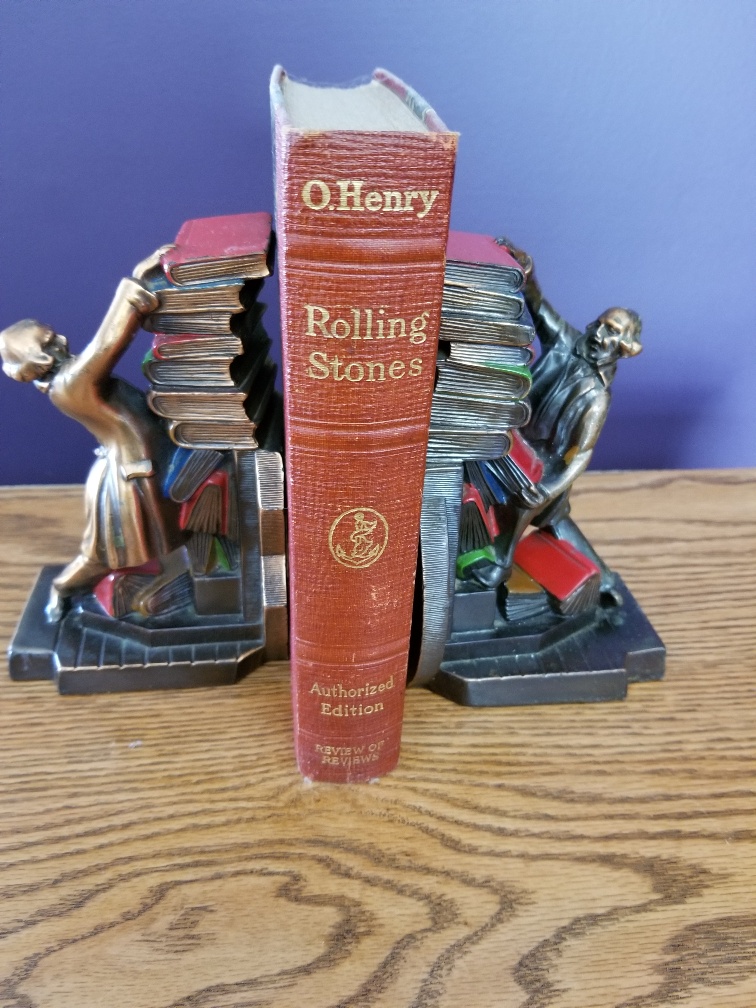 O. Henry
Rolling
Stones
Authorized
Edition
REVIEW OF
REVIEWS